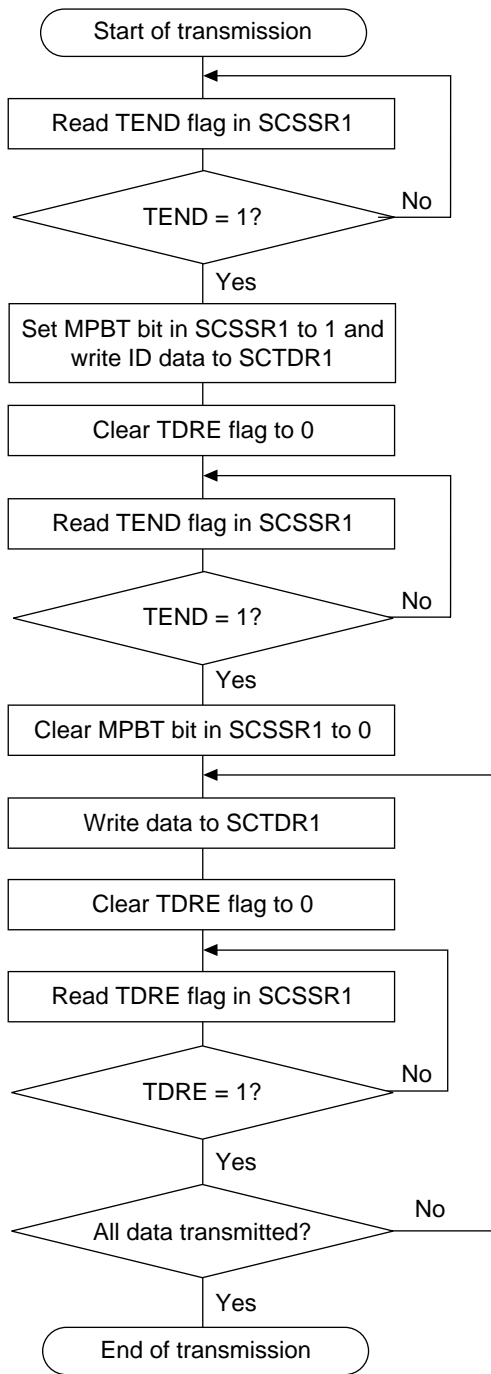 Start of transmission
Read TEND flag in SCSSR1
TEND = 1?
No
Yes
Set MPBT bit in SCSSR1 to 1 and
write ID data to SCTDR1
Clear TDRE flag to 0
Read TEND flag in SCSSR1
TEND = 1?
No
Yes
Clear MPBT bit in SCSSR1 to 0
Write data to SCTDR1
Clear TDRE flag to 0
Read TDRE flag in SCSSR1
TDRE = 1?
No
Yes
All data transmitted?
No
Yes
End of transmission